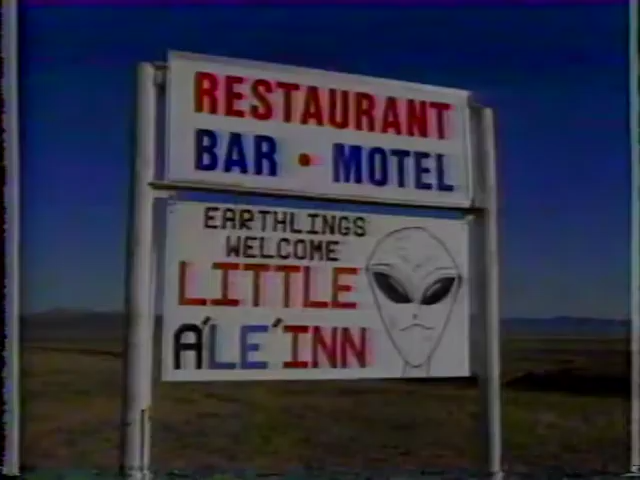 RESTAURANT
BAR • MOTEL
EARTHLINGS
WELCOME
LITTLE
A'LE'INN